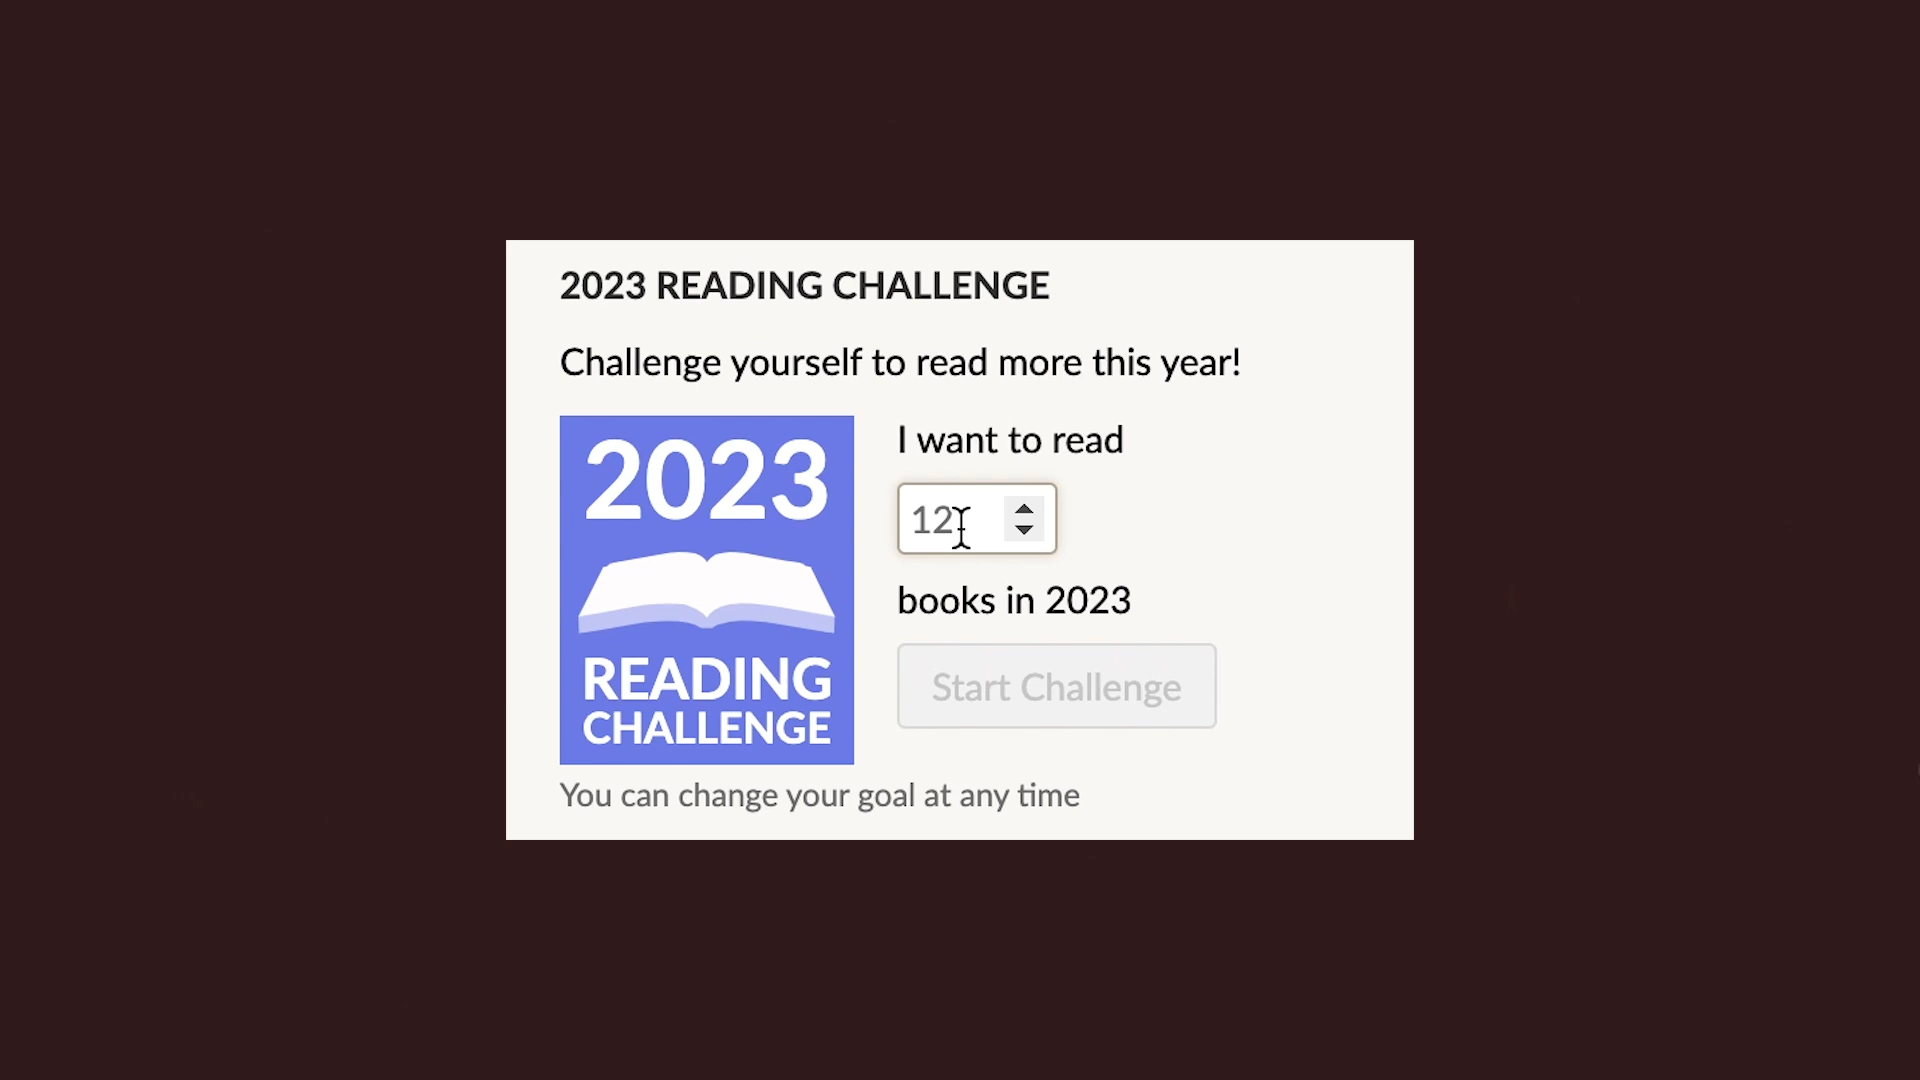 2023 READING CHALLENGE
Challenge yourself to read more this year!
2023
READING
CHALLENGE
I want to read
12
books in 2023
Start Challenge
You can change your goal at any time